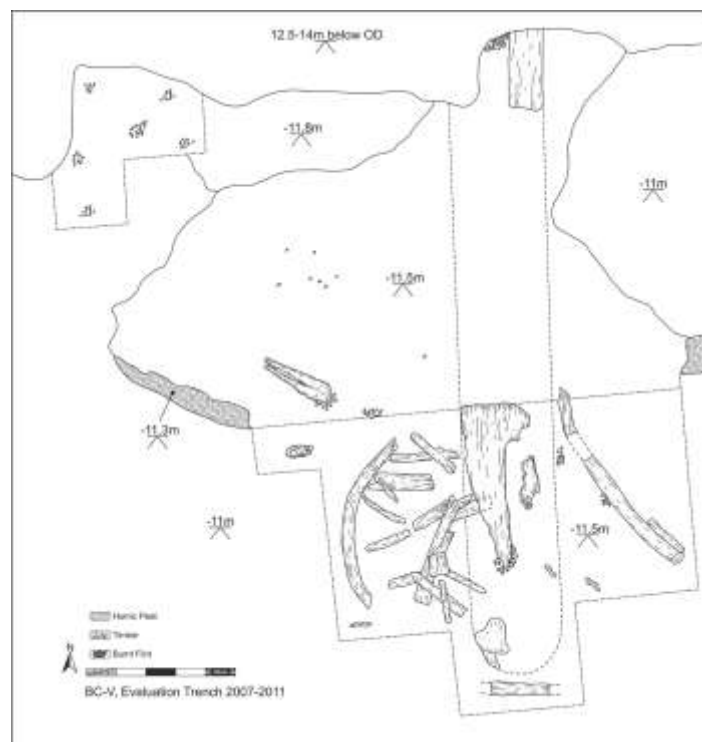 12.5-14m below OD
-11.8m
-11m
-11.5m
-11.3m
-11m
-11.5m
Humic Peat
Timber
Burnt Flint
N
BC-V, Evaluation Trench 2007-2011